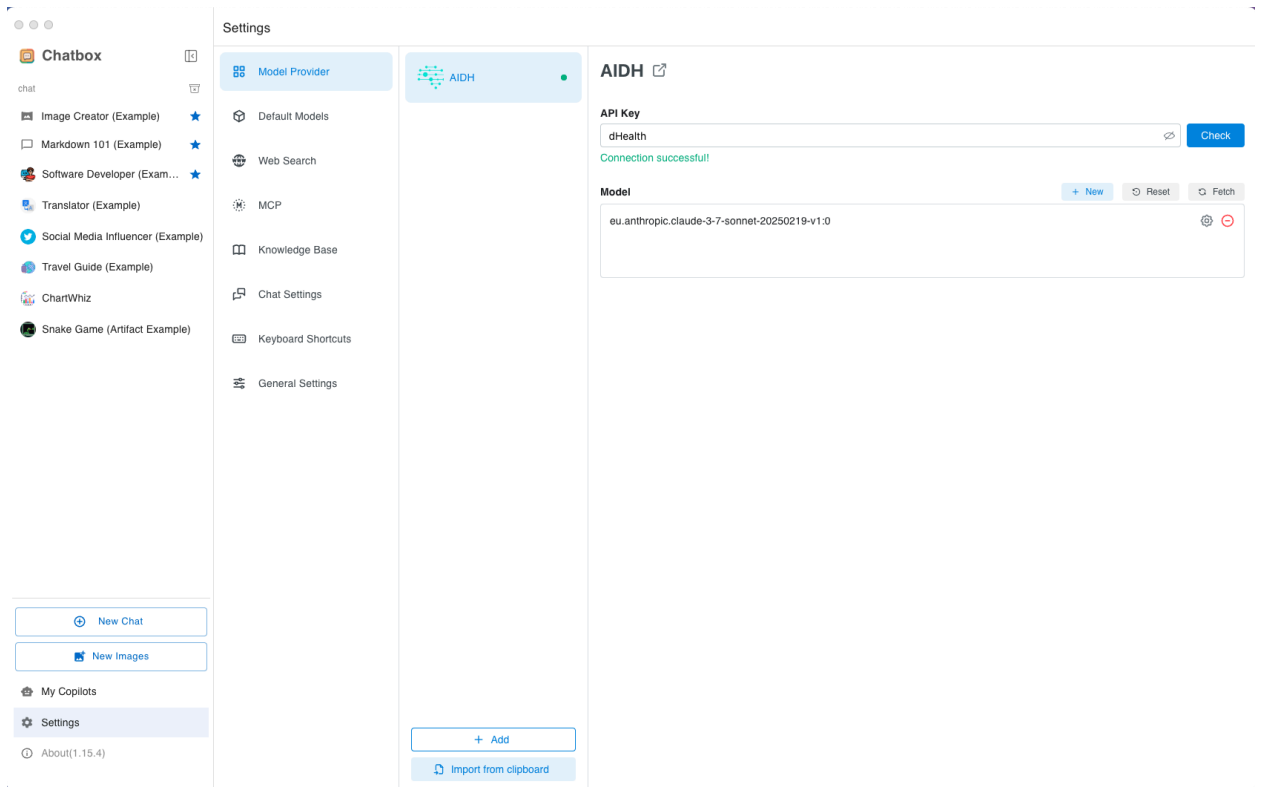 Settings
Chatbox
chat
Image Creator (Example)
Markdown 101 (Example)
Software Developer (Exam...
Translator (Example)
Social Media Influencer (Example)
Travel Guide (Example)
ChartWhiz
Snake Game (Artifact Example)
New Chat
New Images
My Copilots
Settings
About(1.15.4)
Model Provider
Default Models
Web Search
MCP
Knowledge Base
Chat Settings
Keyboard Shortcuts
General Settings
AIDH
+ Add
Import from clipboard
AIDH
API Key
dHealth
Check
Connection successful!
Model
+ New
Reset
Fetch
eu.anthropic.claude-3-7-sonnet-20250219-v1:0